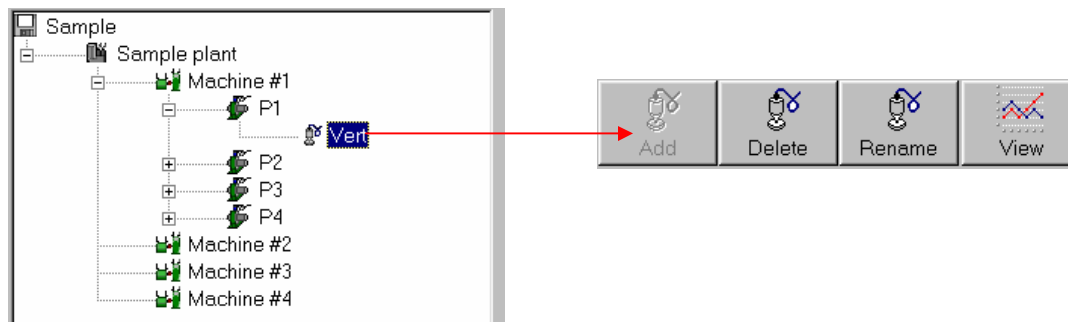 Sample
Sample plant
Machine #1
P1
Vert
P2
P3
P4
Machine #2
Machine #3
Machine #4
Add Delete Rename View